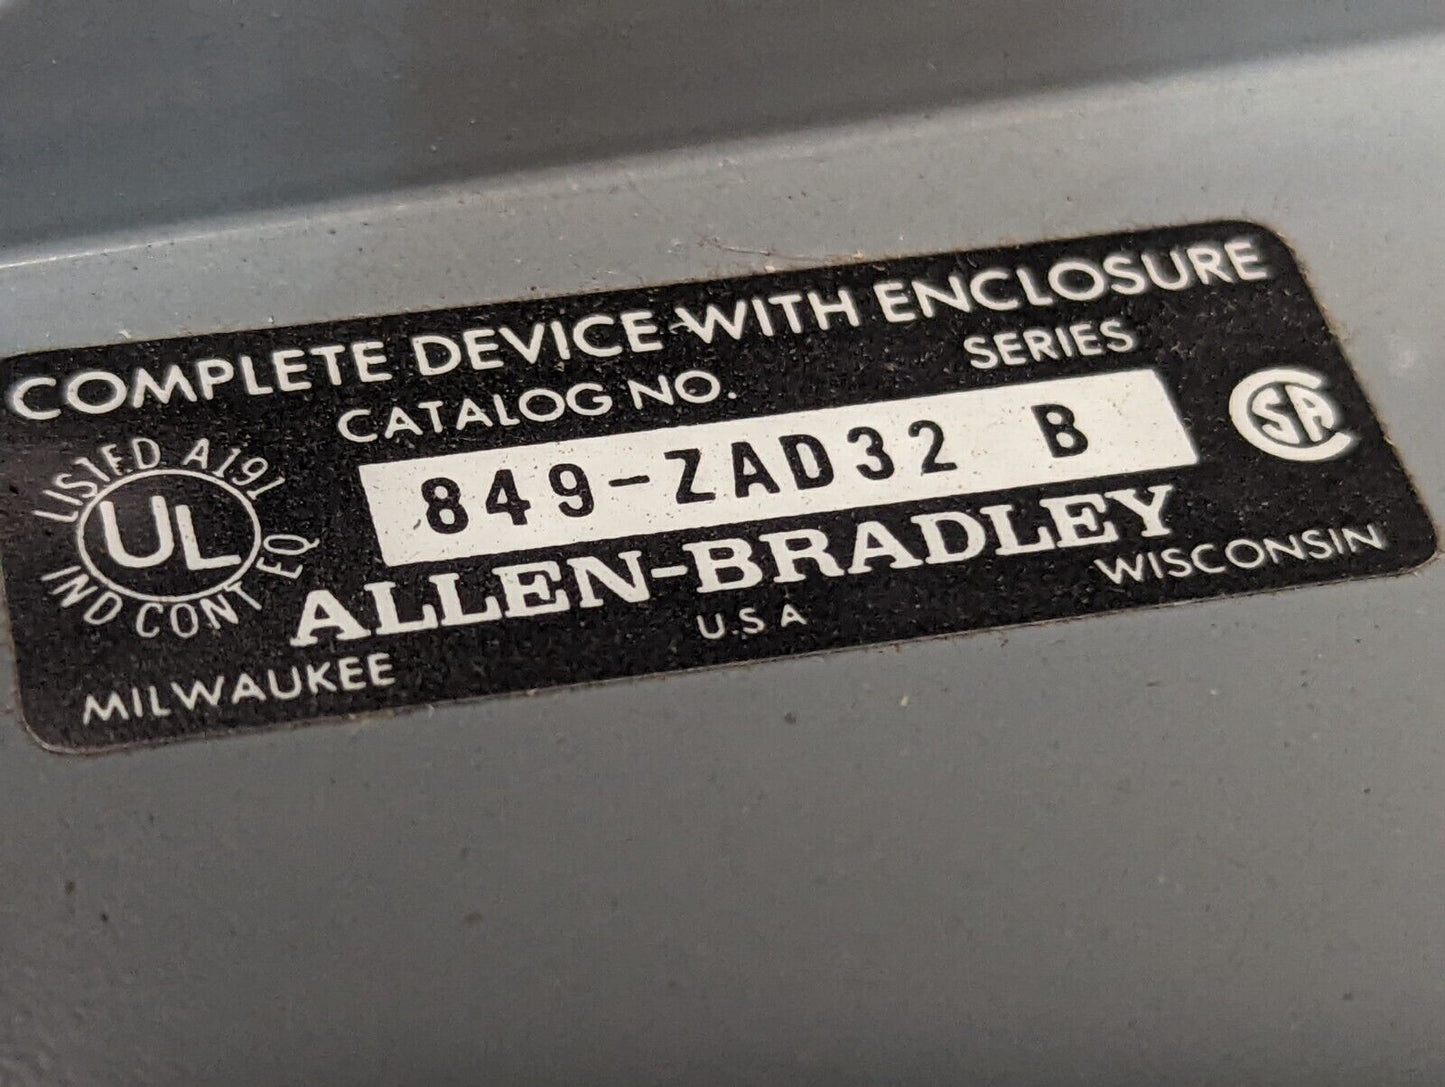 COMPLETE DEVICE WITH ENCLOSURE
CATALOG NO. SERIES
849-ZAD32 B
LISTED A191
UL
IND CONT EQ
CSA
ALLEN-BRADLEY
MILWAUKEE U.S.A WISCONSIN